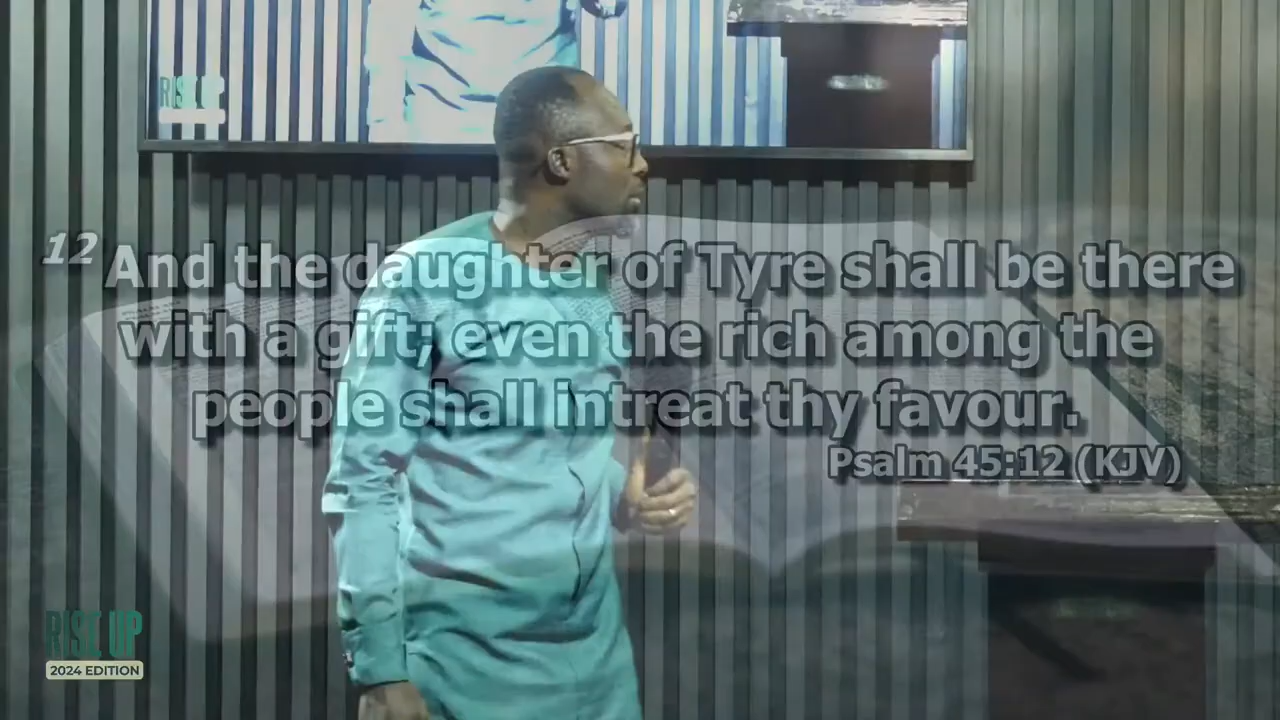 RISE UP
12 And the daughter of Tyre shall be there
with a gift; even the rich among the
people shall intreat thy favour.
Psalm 45:12 (KJV)
RISE UP
2024 EDITION